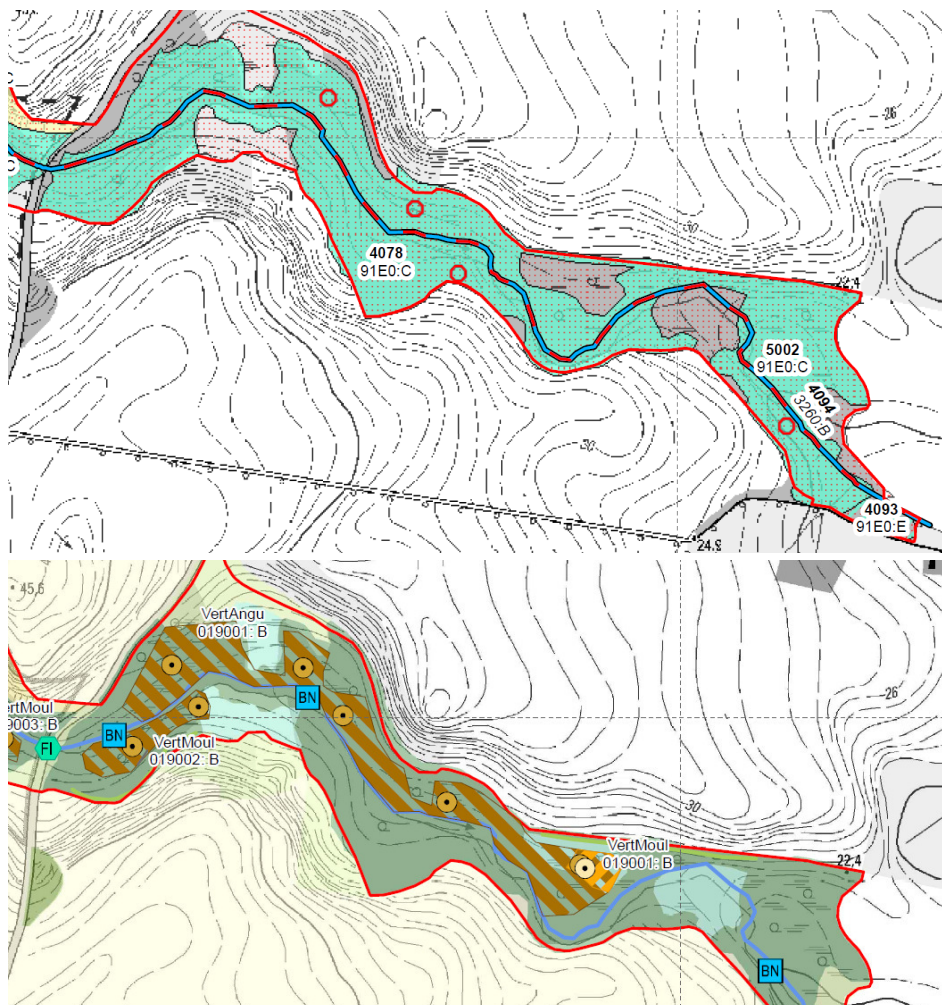 26
4078
91E0:C
30
22,4
5002
91E0:C
4094
3260:B
30
4093
91E0:E
24.9
45,6
VertAngu
019001: B
26
VertMoul
019003: B
BN
FI
BN
VertMoul
019002: B
30
VertMoul
019001: B
22,4
BN